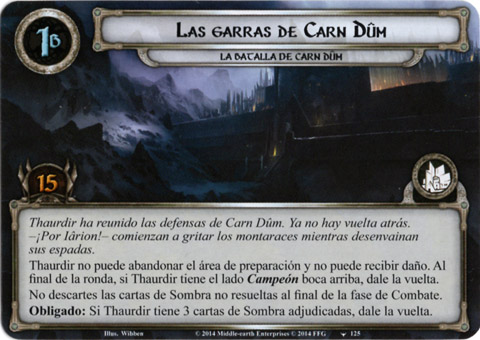 1B
LAS GARRAS DE CARN DÛM
LA BATALLA DE CARN DÛM
15
Thaurdir ha reunido las defensas de Carn Dûm. Ya no hay vuelta atrás.
–¡Por Iârion!– comienzan a gritar los montaraces mientras desenvainan
sus espadas.
Thaurdir no puede abandonar el área de preparación y no puede recibir daño. Al
final de la ronda, si Thaurdir tiene el lado Campeón boca arriba, dale la vuelta.
No descartes las cartas de Sombra no resueltas al final de la fase de Combate.
Obligado: Si Thaurdir tiene 3 cartas de Sombra adjudicadas, dale la vuelta.
Illus. Wibben © 2014 Middle-earth Enterprises © 2014 FFG 125